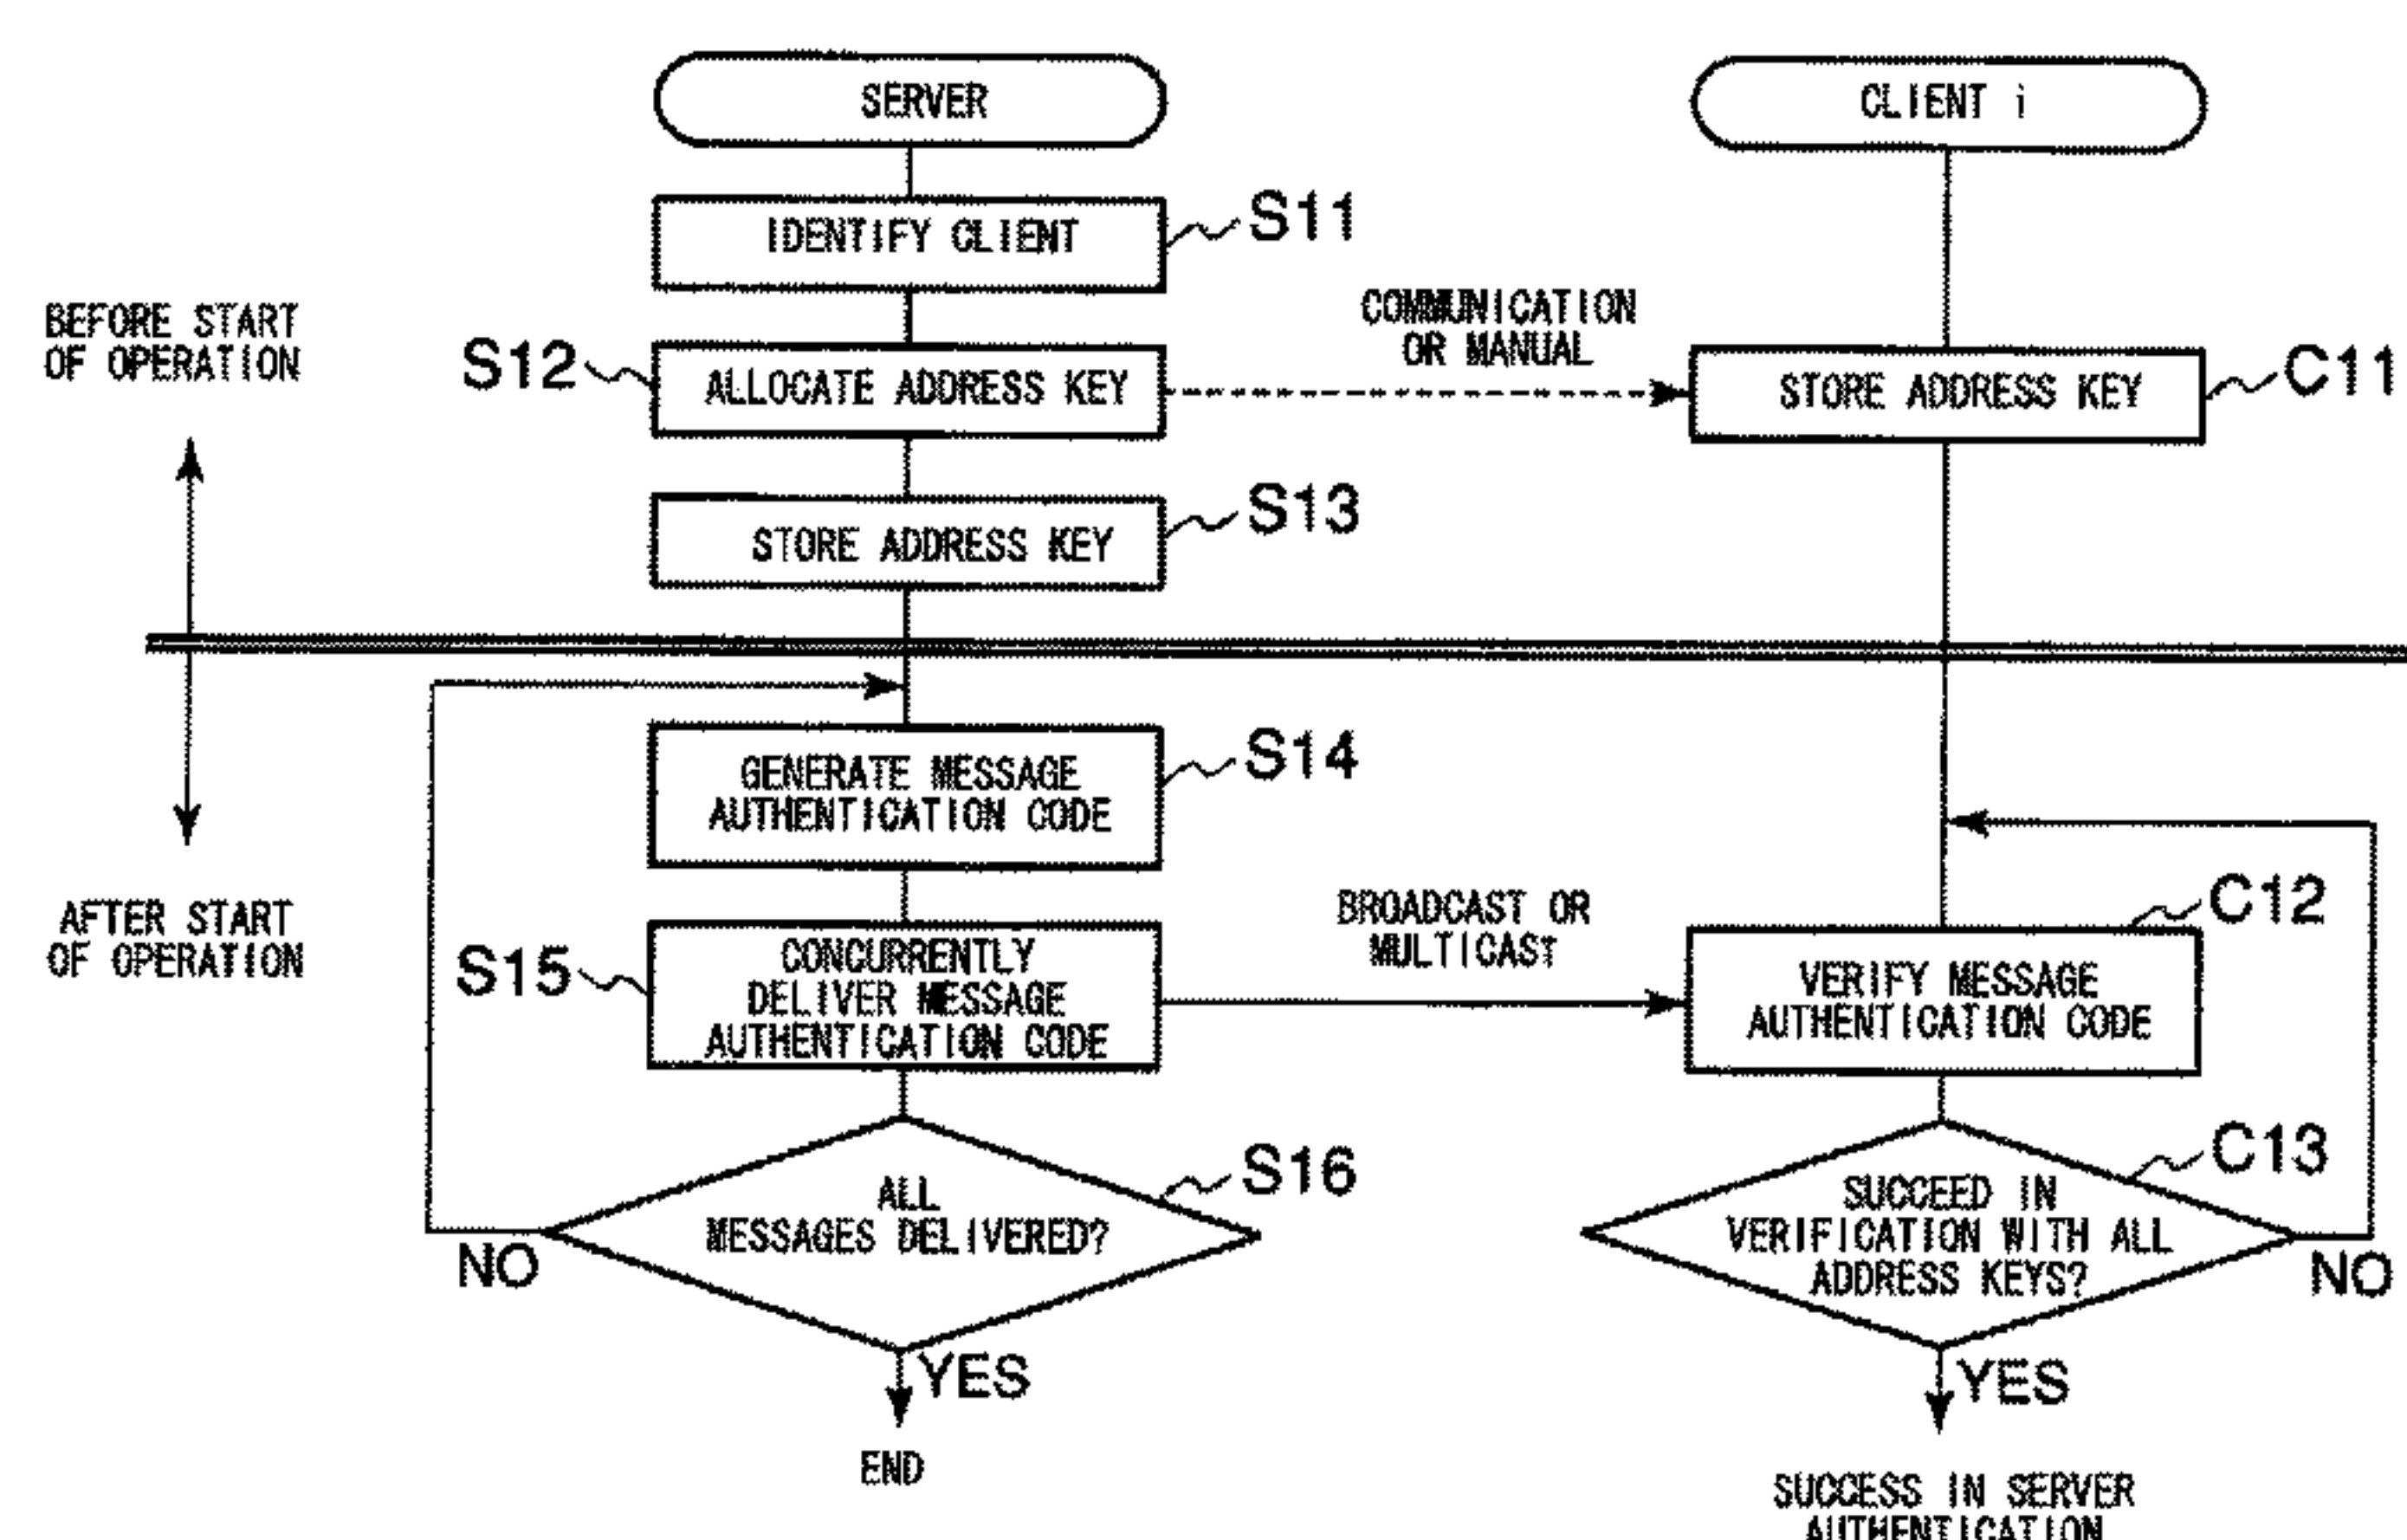 SERVER
CLIENT i
IDENTIFY CLIENT
S11
BEFORE START
OF OPERATION
COMMUNICATION
OR MANUAL
S12
ALLOCATE ADDRESS KEY
STORE ADDRESS KEY
C11
STORE ADDRESS KEY
S13
GENERATE MESSAGE
AUTHENTICATION CODE
S14
AFTER START
OF OPERATION
S15
CONCURRENTLY
DELIVER MESSAGE
AUTHENTICATION CODE
BROADCAST OR
MULTICAST
C12
VERIFY MESSAGE
AUTHENTICATION CODE
ALL
MESSAGES DELIVERED?
S16
NO
YES
END
C13
SUCCEED IN
VERIFICATION WITH ALL
ADDRESS KEYS?
NO
YES
SUCCESS IN SERVER
AUTHENTICATION